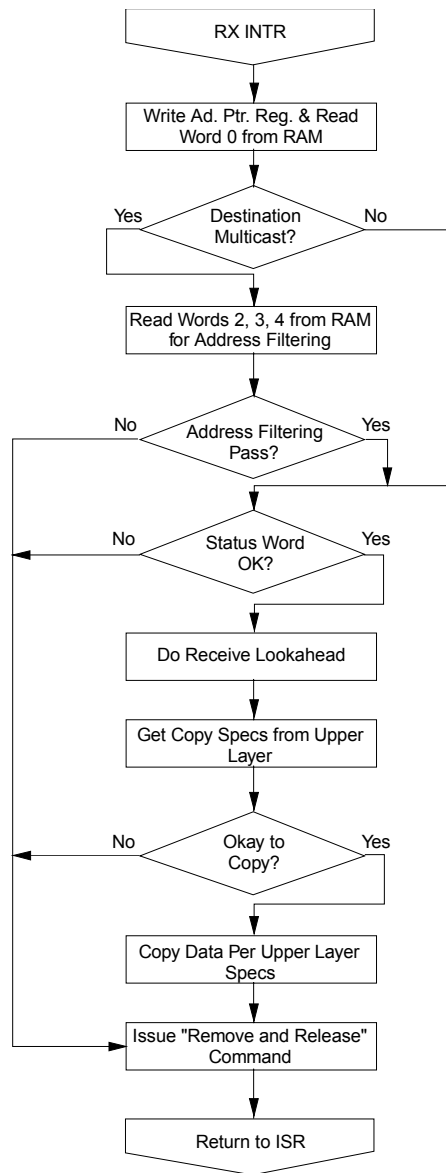 RX INTR
Write Ad. Ptr. Reg. & Read
Word 0 from RAM
Yes
Destination
Multicast?
No
Read Words 2, 3, 4 from RAM
for Address Filtering
No
Address Filtering
Pass?
Yes
No
Status Word
OK?
Yes
Do Receive Lookahead
Get Copy Specs from Upper
Layer
No
Okay to
Copy?
Yes
Copy Data Per Upper Layer
Specs
Issue "Remove and Release"
Command
Return to ISR